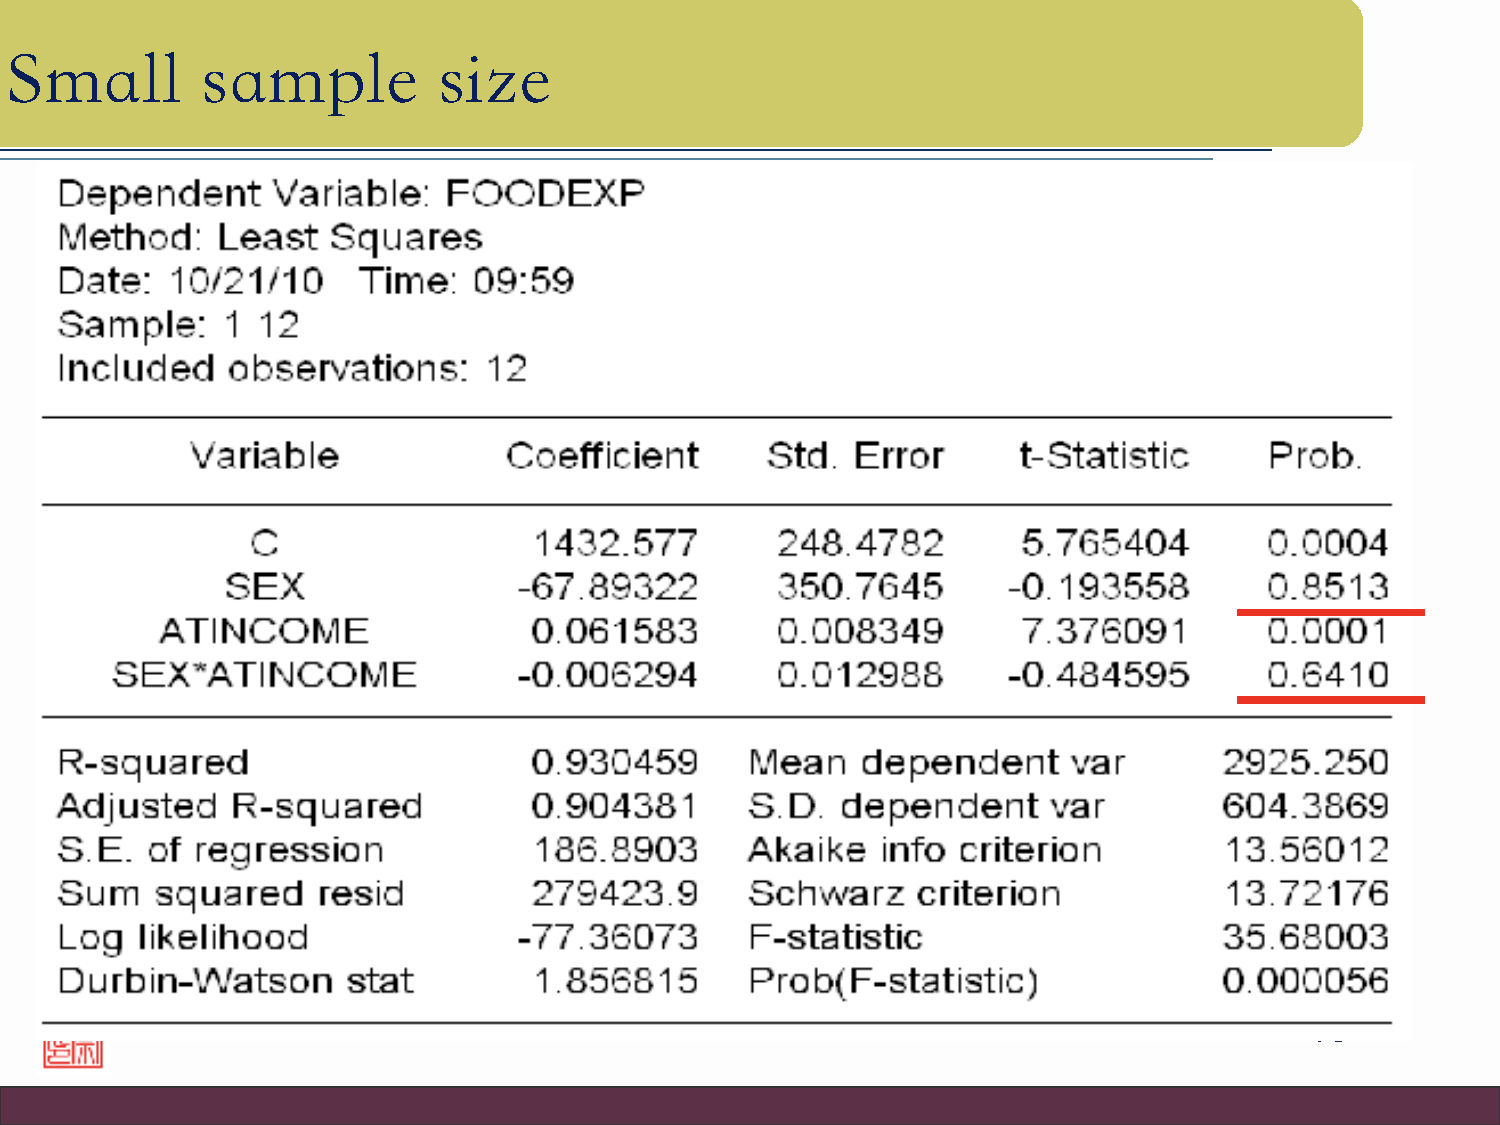 Small sample size
Dependent Variable: FOODEXP
Method: Least Squares
Date: 10/21/10 Time: 09:59
Sample: 1 12
Included observations: 12
Variable Coefficient Std. Error t-Statistic Prob.
C 1432.577 248.4782 5.765404 0.0004
SEX -67.89322 350.7645 -0.193558 0.8513
ATINCOME 0.061583 0.008349 7.376091 0.0001
SEX*ATINCOME -0.006294 0.012988 -0.484595 0.6410
R-squared 0.930459 Mean dependent var 2925.250
Adjusted R-squared 0.904381 S.D. dependent var 604.3869
S.E. of regression 186.8903 Akaike info criterion 13.56012
Sum squared resid 279423.9 Schwarz criterion 13.72176
Log likelihood -77.36073 F-statistic 35.68003
Durbin-Watson stat 1.856815 Prob(F-statistic) 0.000056